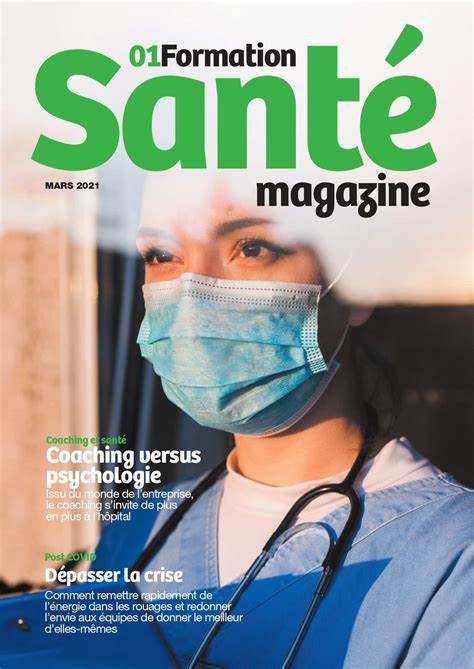 01Formation
Santé
magazine
MARS 2021
Coaching et santé
Coaching versus
psychologie
Issu du monde de l'entreprise,
le coaching s'invite de plus
en plus à l'hôpital
Post COVID
Dépasser la crise
Comment remettre rapidement de
l'énergie dans les rouages et redonner
l'envie aux équipes de donner le meilleur
d'elles-mêmes